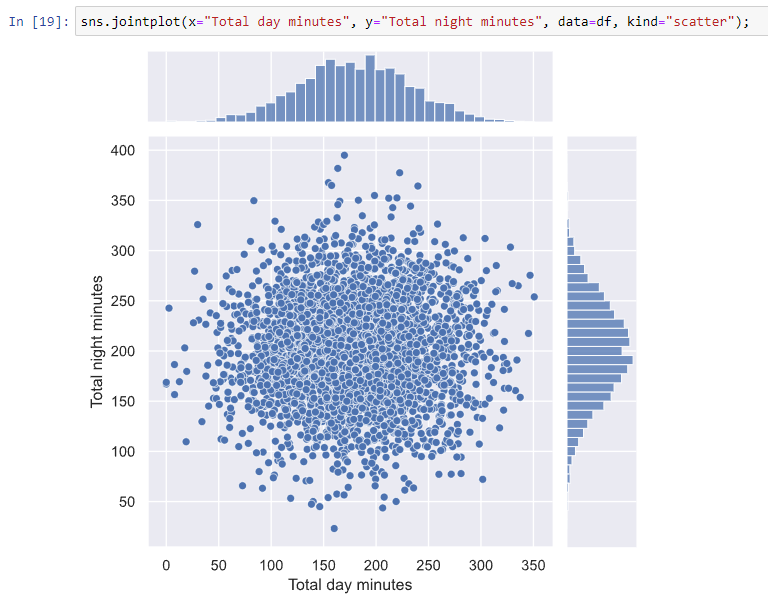 In [19]: sns.jointplot(x="Total day minutes", y="Total night minutes", data=df, kind="scatter");
400
350
300
250
200
150
100
50
Total night minutes
0 50 100 150 200 250 300 350
Total day minutes